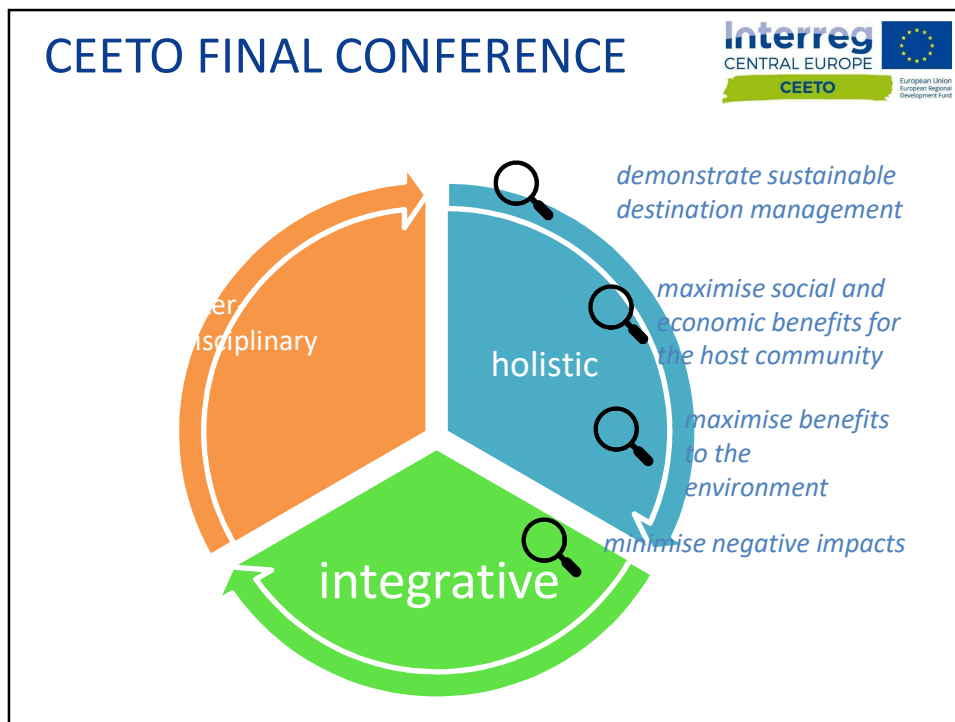 CEETO FINAL CONFERENCE
Interreg
CENTRAL EUROPE
CEETO
European Union
European Regional
Development Fund
demonstrate sustainable
destination management
maximise social and
economic benefits for
the host community
holistic
maximise benefits
to the
environment
minimise negative impacts
integrative